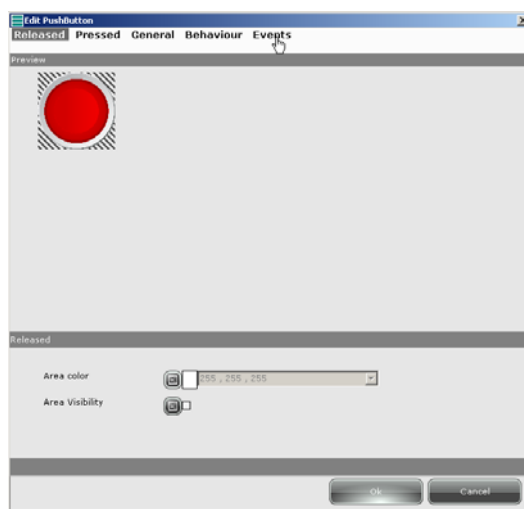 Edit PushButton
Released Pressed General Behaviour Events
Preview
Released
Area color 255 , 255 , 255
Area Visibility
Ok Cancel